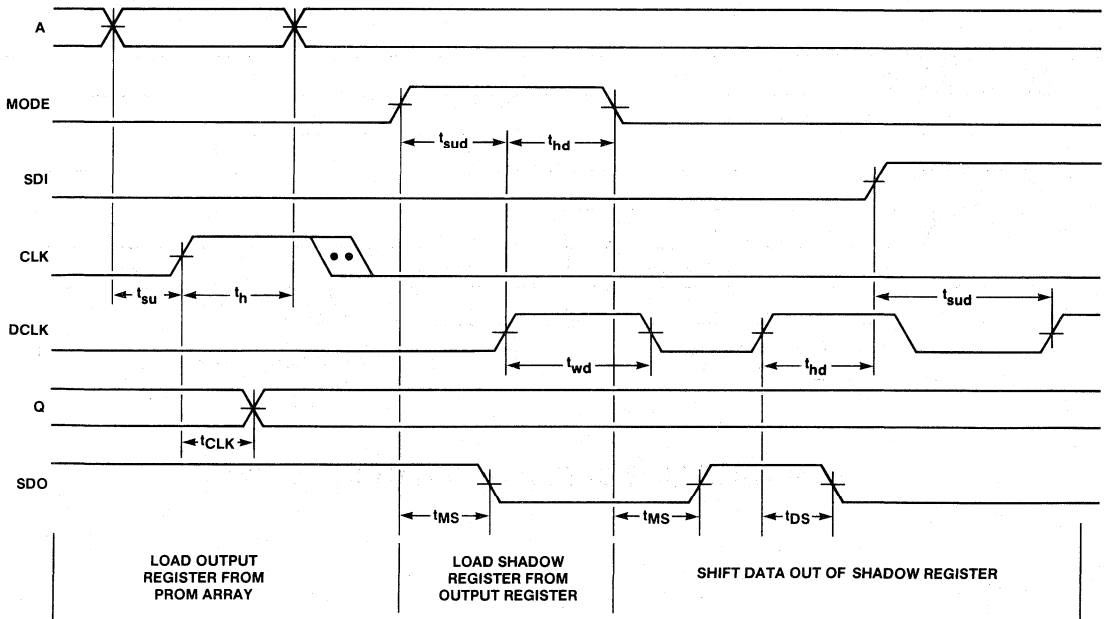 A
MODE
tsud
thd
SDI
CLK
tsu
th
tsud
DCLK
twd
thd
Q
tCLK
SDO
tMS
tMS
tDS
LOAD OUTPUT
REGISTER FROM
PROM ARRAY
LOAD SHADOW
REGISTER FROM
OUTPUT REGISTER
SHIFT DATA OUT OF SHADOW REGISTER